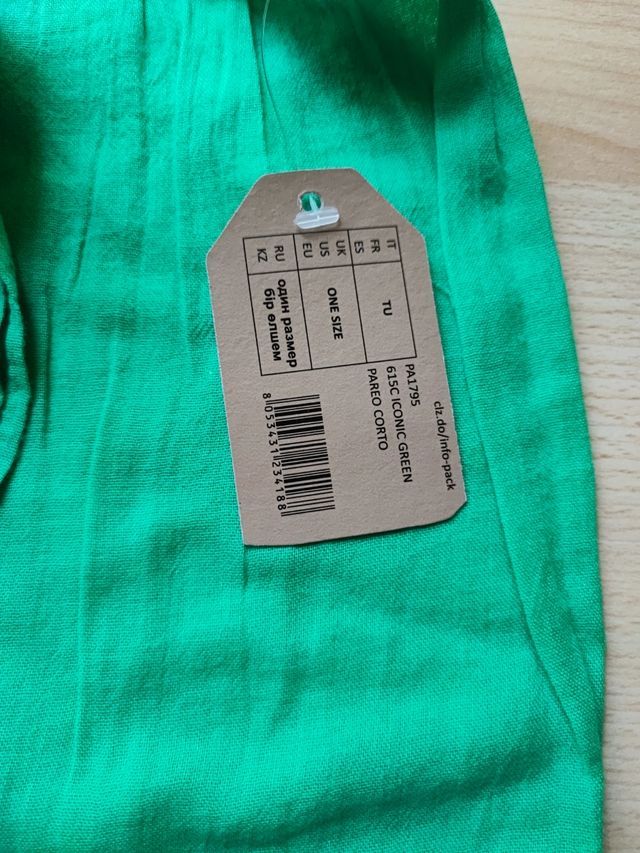 clz.do/info-pack
PA1795
615C ICONIC GREEN
PAREO CORTO
IT
FR
ES
TU
UK
US
EU
ONE SIZE
RU
KZ
один размер
бір өлшем
8053431234188